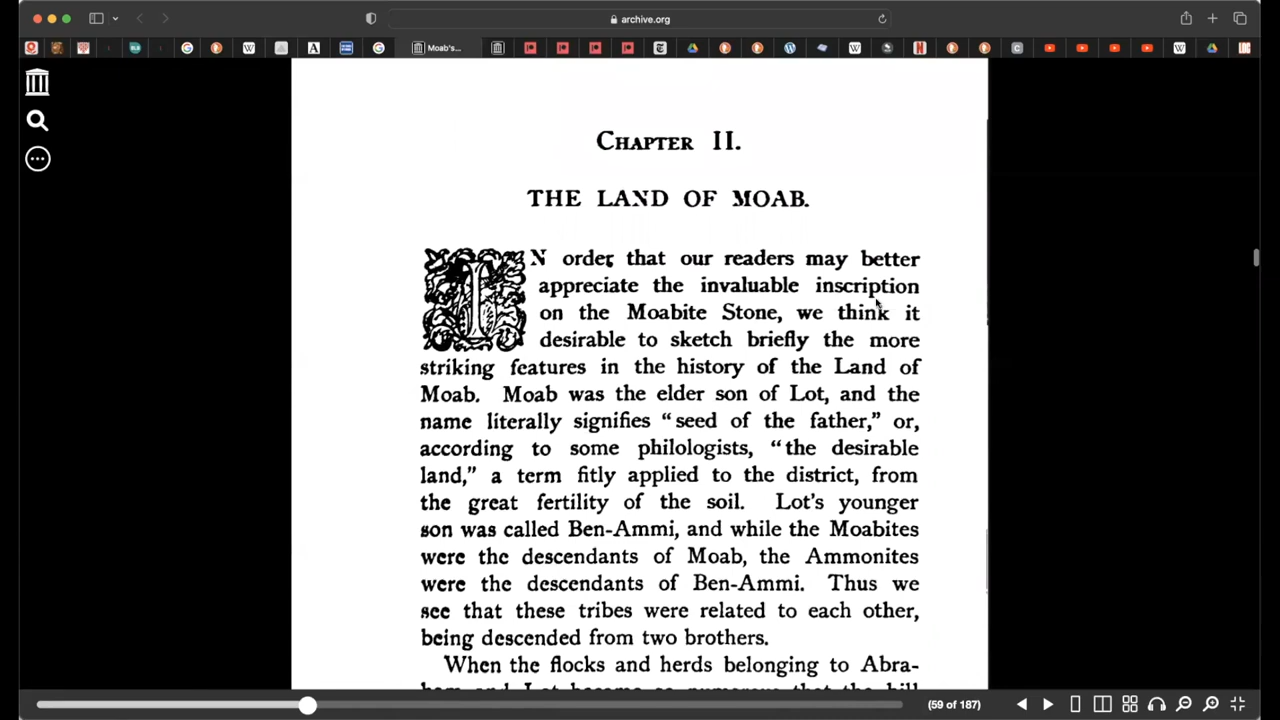 archive.org
Moab's...
CHAPTER II.
THE LAND OF MOAB.
IN order that our readers may better
appreciate the invaluable inscription
on the Moabite Stone, we think it
desirable to sketch briefly the more
striking features in the history of the Land of
Moab. Moab was the elder son of Lot, and the
name literally signifies “seed of the father,” or,
according to some philologists, “the desirable
land,” a term fitly applied to the district, from
the great fertility of the soil. Lot's younger
son was called Ben-Ammi, and while the Moabites
were the descendants of Moab, the Ammonites
were the descendants of Ben-Ammi. Thus we
see that these tribes were related to each other,
being descended from two brothers.
When the flocks and herds belonging to Abra-
(59 of 187)